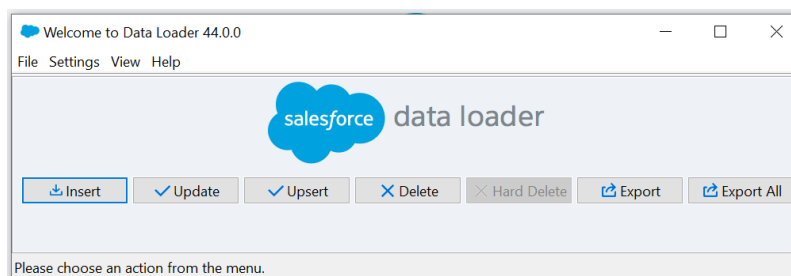 Welcome to Data Loader 44.0.0
File Settings View Help
salesforce data loader
Insert Update Upsert Delete Hard Delete Export Export All
Please choose an action from the menu.